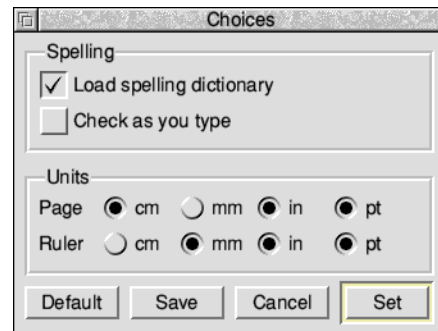 Choices
Spelling
Load spelling dictionary
Check as you type
Units
Page cm mm in pt
Ruler cm mm in pt
Default Save Cancel Set